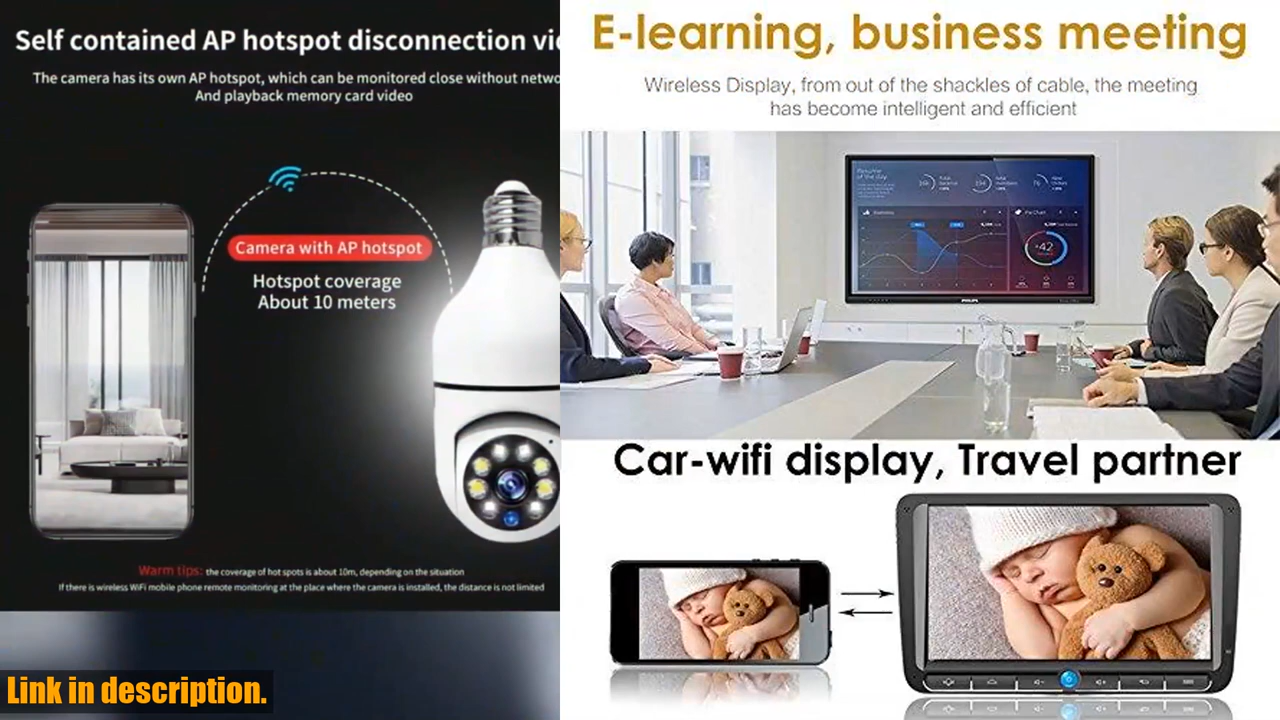 Self contained AP hotspot disconnection
The camera has its own AP hotspot, which can be monitored close without
And playback memory card video
Camera with AP hotspot
Hotspot coverage
About 10 meters
Warm tips: the coverage of hot spots is about 10m, depending on the situation
If there is wireless WiFi mobile phone remote monitoring at the place where the camera is installed, the distance is not limited
Link in description.
E-learning, business meeting
Wireless Display, from out of the shackles of cable, the meeting
has become intelligent and efficient
PHILIPS
Car-wifi display, Travel partner